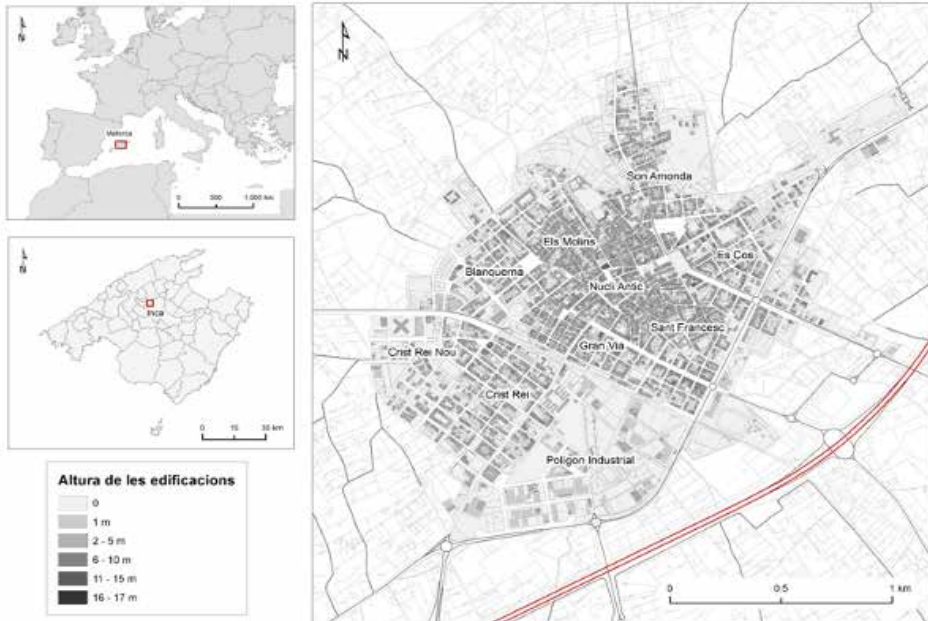 N
Mallorca
0 500 1.000 km
N
Inca
0 15 30 km
Altura de les edificacions
0
1 m
2 - 5 m
6 - 10 m
11 - 15 m
16 - 17 m
N
Son Amonda
Els Molins
Es Cos
Blanquerna
Nucli Antic
Sant Francesc
Gran Via
Crist Rei Nou
Crist Rei
Polígon Industrial
0 0.5 1 km